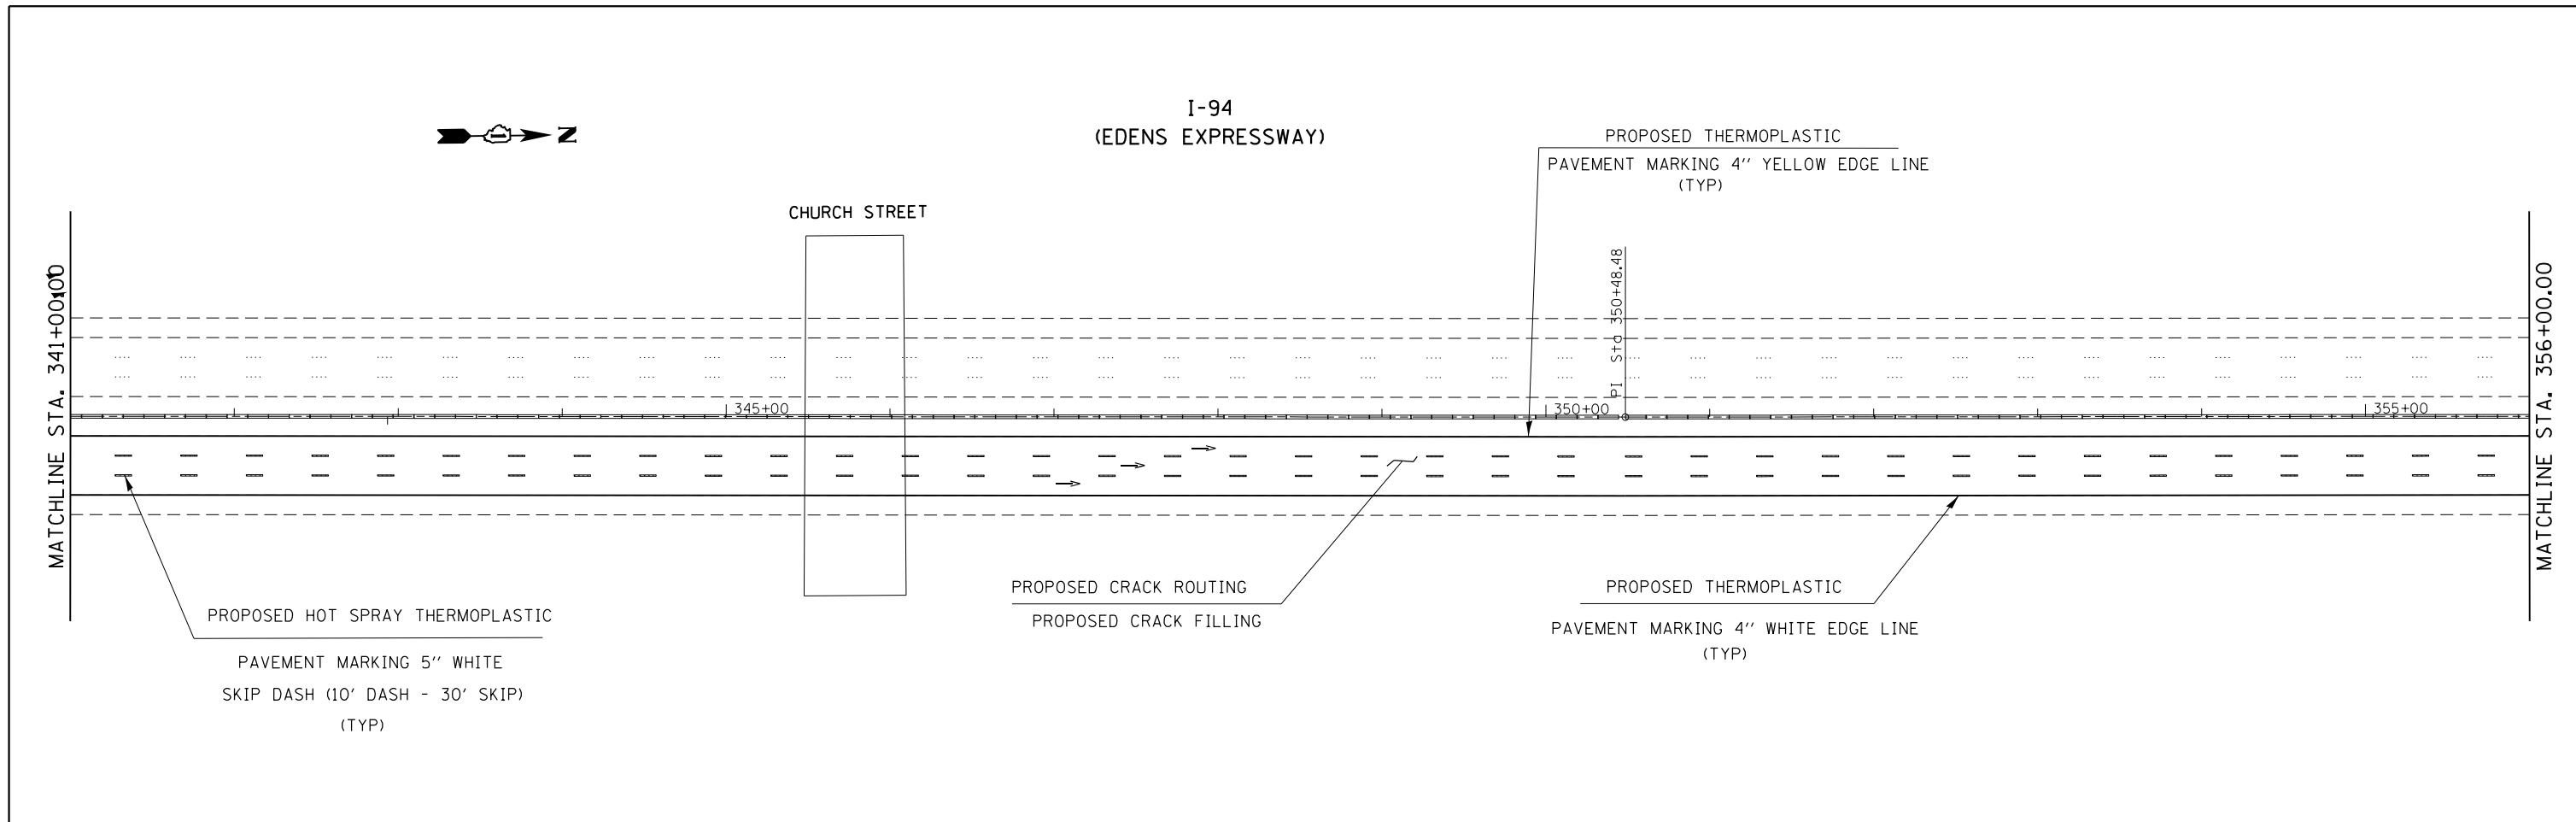 I-94
(EDENS EXPRESSWAY)
N
PROPOSED THERMOPLASTIC
PAVEMENT MARKING 4'' YELLOW EDGE LINE
(TYP)
CHURCH STREET
MATCHLINE STA. 341+00.00
PI Sta 350+48.48
MATCHLINE STA. 356+00.00
345+00
350+00
355+00
PROPOSED HOT SPRAY THERMOPLASTIC
PAVEMENT MARKING 5'' WHITE
SKIP DASH (10' DASH - 30' SKIP)
(TYP)
PROPOSED CRACK ROUTING
PROPOSED CRACK FILLING
PROPOSED THERMOPLASTIC
PAVEMENT MARKING 4'' WHITE EDGE LINE
(TYP)